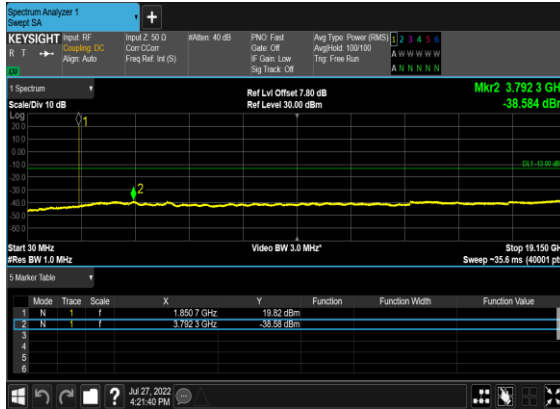 Spectrum Analyzer 1
Swept SA
+
KEYSIGHT Input: RF Input Z: 50 Ω #Atten: 40 dB PNO: Fast Avg Type: Power (RMS) 1 2 3 4 5 6
R T Coupling: DC Corr CCorr Gate: Off Avg|Hold: 100/100 A W W W W W
Align: Auto Freq Ref: Int (S) IF Gain: Low Trig: Free Run
Sig Track: Off A N N N N N
LU
1 Spectrum Ref Lvl Offset 7.80 dB Mkr2 3.792 3 GH
Scale/Div 10 dB Ref Level 30.00 dBm -38.584 dB
Log
1
20.0
10.0
0.00
-10.0
DL1 -13.00 dB
-20.0
-30.0
2
-40.0
-50.0
-60.0
Start 30 MHz Video BW 3.0 MHz* Stop 19.150 GH
#Res BW 1.0 MHz Sweep ~35.6 ms (40001 pt
5 Marker Table
Mode Trace Scale X Y Function Function Width Function Value
1 N 1 f 1.850 7 GHz 19.82 dBm
2 N 1 f 3.792 3 GHz -38.58 dBm
3
4
5
6
? Jul 27, 2022
4:21:40 PM